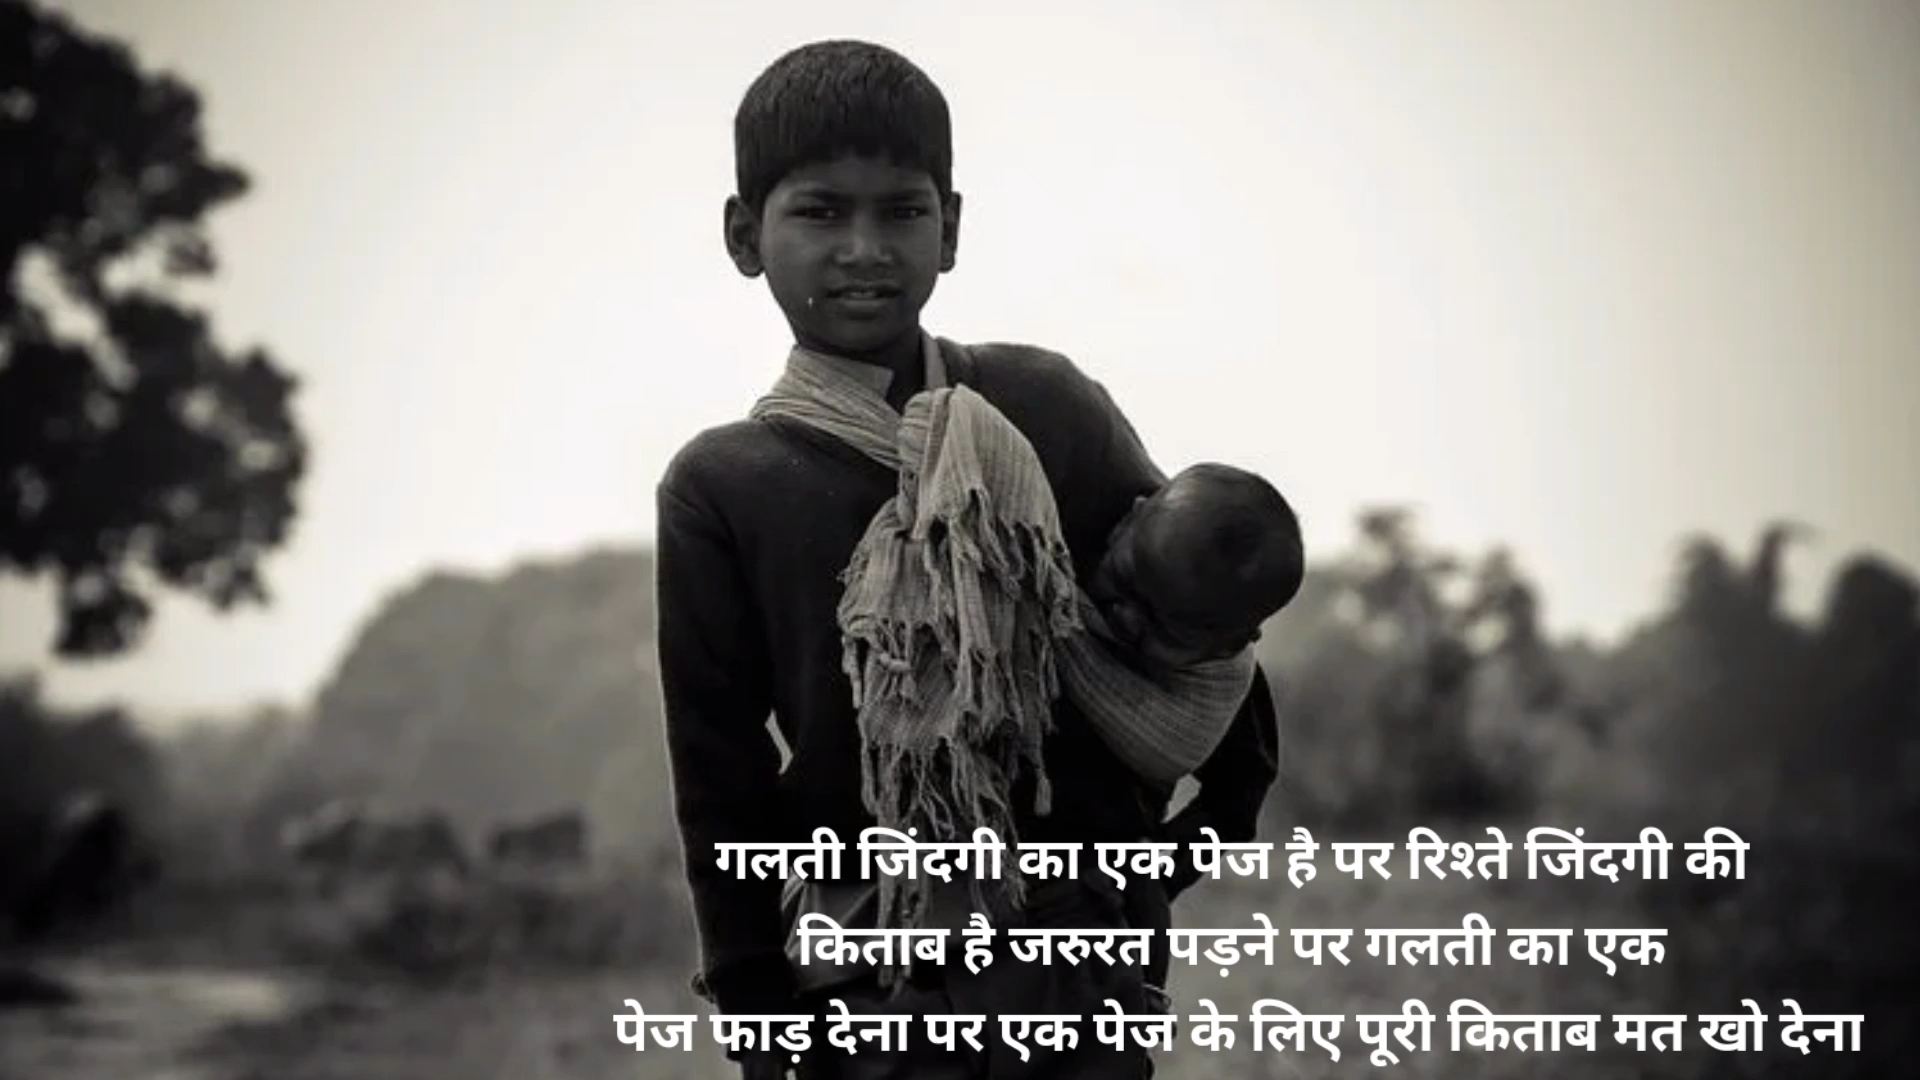 गलती जिंदगी का एक पेज है पर रिश्ते जिंदगी की
किताब है जरुरत पड़ने पर गलती का एक
पेज फाड़ देना पर एक पेज के लिए पूरी किताब मत खो देना